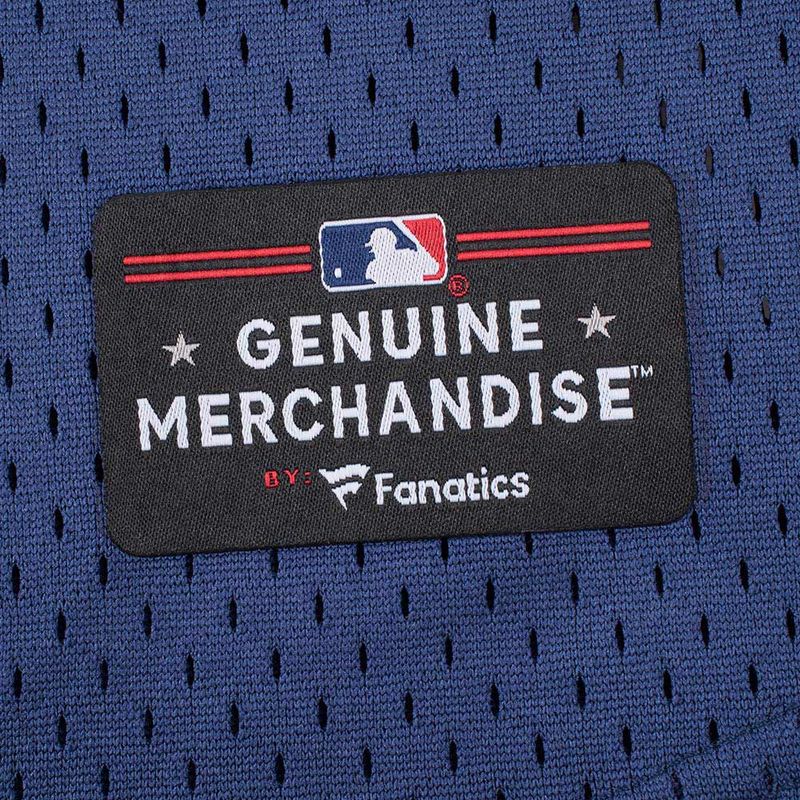 ®
GENUINE
MERCHANDISE™
BY: Fanatics